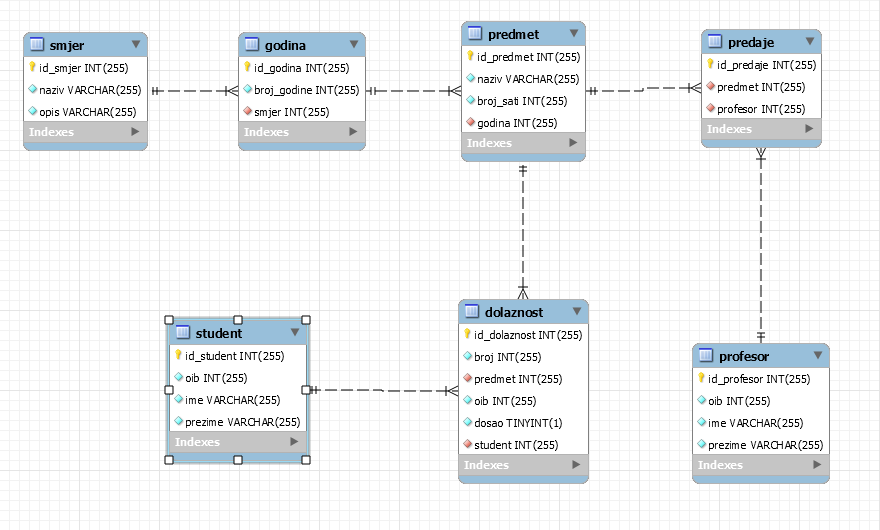 smjer
id_smjer INT(255)
naziv VARCHAR(255)
opis VARCHAR(255)
Indexes
godina
id_godina INT(255)
broj_godine INT(255)
smjer INT(255)
Indexes
predmet
id_predmet INT(255)
naziv VARCHAR(255)
broj_sati INT(255)
godina INT(255)
Indexes
predaje
id_predaje INT(255)
predmet INT(255)
profesor INT(255)
Indexes
student
id_student INT(255)
oib INT(255)
ime VARCHAR(255)
prezime VARCHAR(255)
Indexes
dolaznost
id_dolaznost INT(255)
broj INT(255)
predmet INT(255)
oib INT(255)
dosao TINYINT(1)
student INT(255)
Indexes
profesor
id_profesor INT(255)
oib INT(255)
ime VARCHAR(255)
prezime VARCHAR(255)
Indexes